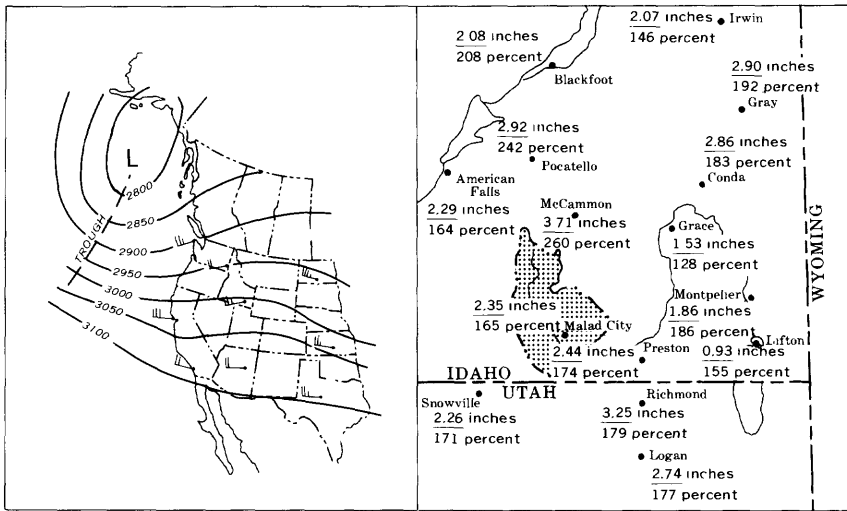 L
2800
TROUGH
2850
2900
2950
3000
3050
3100
2.07 inches
146 percent
Irwin
2 08 inches
208 percent
Blackfoot
2.90 inches
192 percent
Gray
2.92 inches
242 percent
Pocatello
2.86 inches
183 percent
Conda
American
Falls
2.29 inches
164 percent
McCammon
3 71 inches
260 percent
Grace
1 53 inches
128 percent
WYOMING
Montpelier
1.86 inches
186 percent
2.35 inches
165 percent
Malad City
2.44 inches
174 percent
Preston
Lifton
0.93 inches
155 percent
IDAHO
UTAH
Snowville
2.26 inches
171 percent
Richmond
3.25 inches
179 percent
Logan
2.74 inches
177 percent